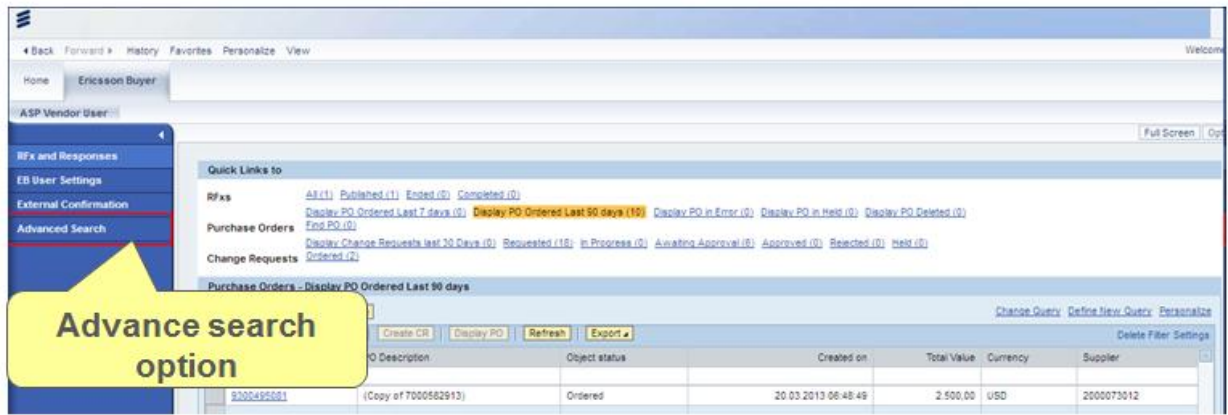 Back Forward History Favorites Personalize View Welcome
Home Ericsson Buyer
ASP Vendor User
Full Screen Opt
RFx and Responses
EB User Settings
External Confirmation
Advanced Search
Quick Links to
RFxs All (1) Published (1) Ended (0) Completed (0)
Display PO Ordered Last 7 days (0) Display PO Ordered Last 90 days (10) Display PO in Error (0) Display PO in Held (0) Display PO Deleted (0)
Purchase Orders Find PO (0)
Display Change Requests last 30 Days (0) Requested (18) In Progress (0) Awaiting Approval (6) Approved (0) Rejected (0) Held (0)
Change Requests Ordered (2)
Purchase Orders - Display PO Ordered Last 90 days
Change Query Define New Query Personalize
Create CR Display PO Refresh Export
Delete Filter Settings
PO Description Object status Created on Total Value Currency Supplier
9300495081 (Copy of 7000582913) Ordered 20.03.2013 06:48:49 2.500,00 USD 2000073012
Advance search
option